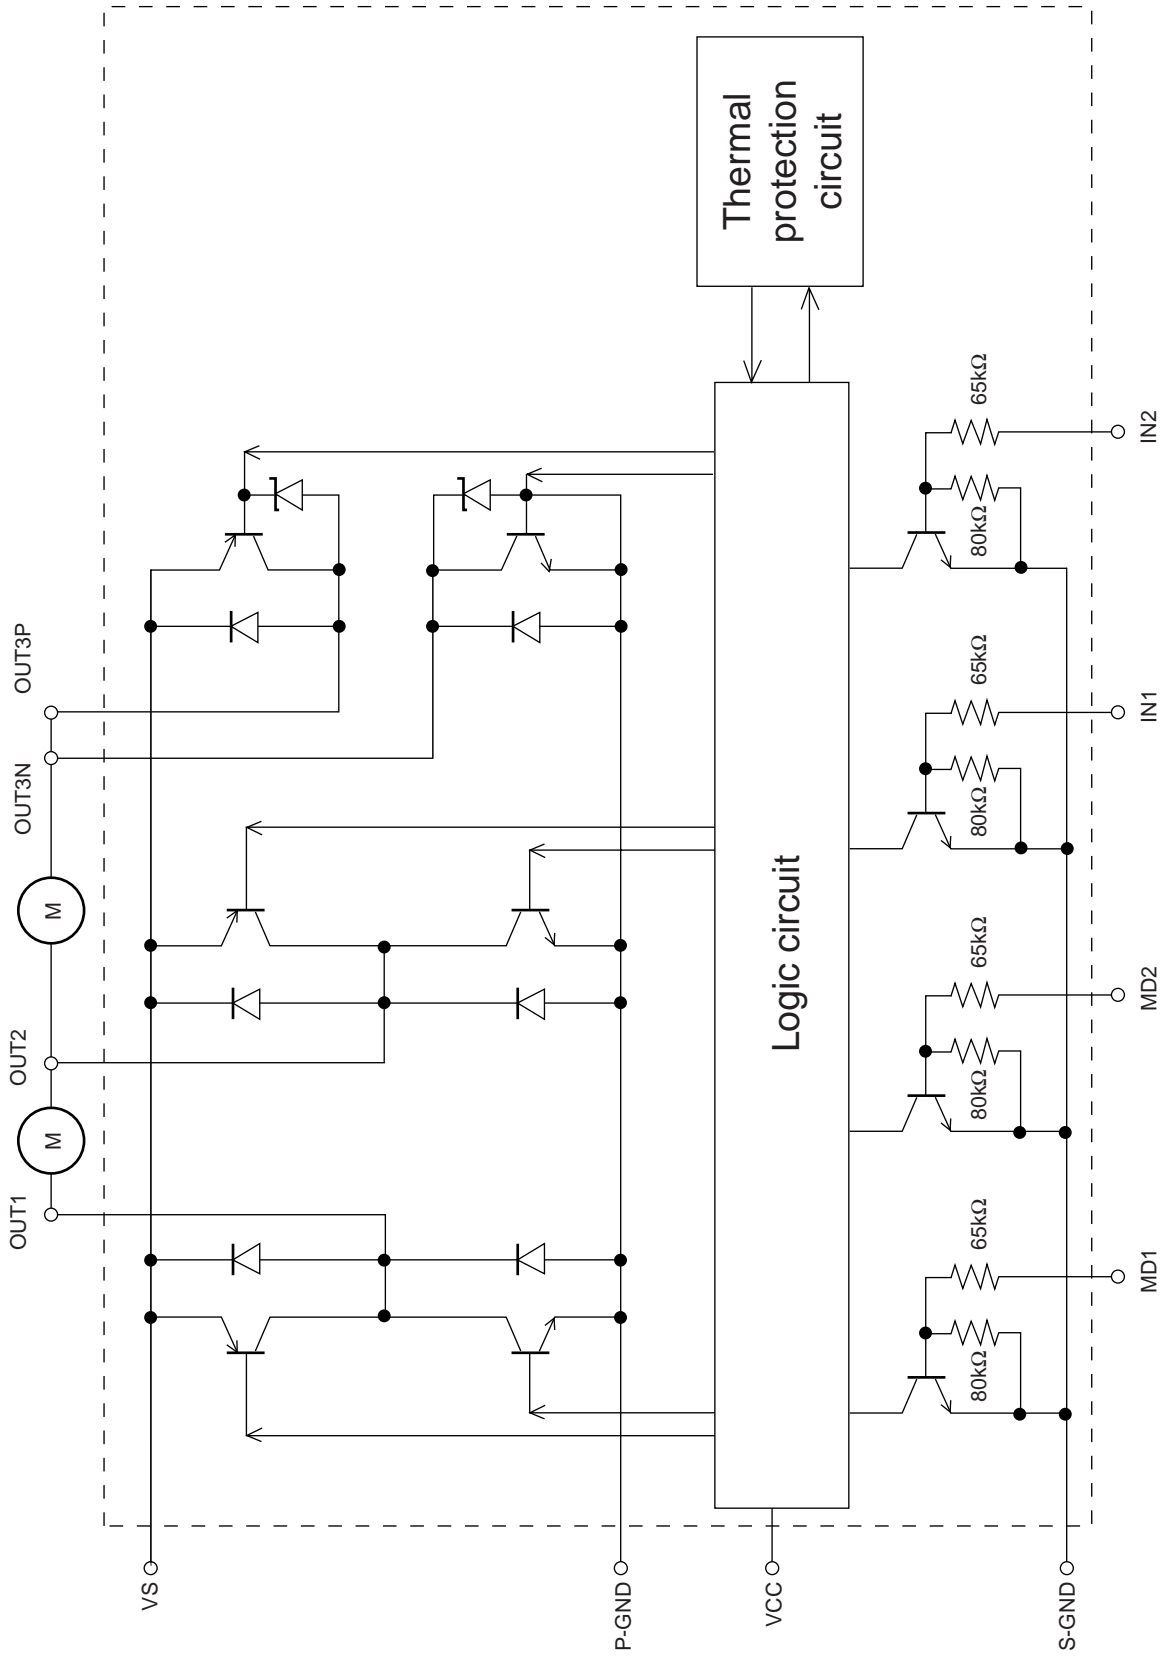 OUT1
M
OUT2
M
OUT3N
OUT3P
VS
P-GND
VCC
S-GND
Logic circuit
Thermal
protection
circuit
80kΩ
65kΩ
80kΩ
65kΩ
80kΩ
65kΩ
80kΩ
65kΩ
MD1
MD2
IN1
IN2